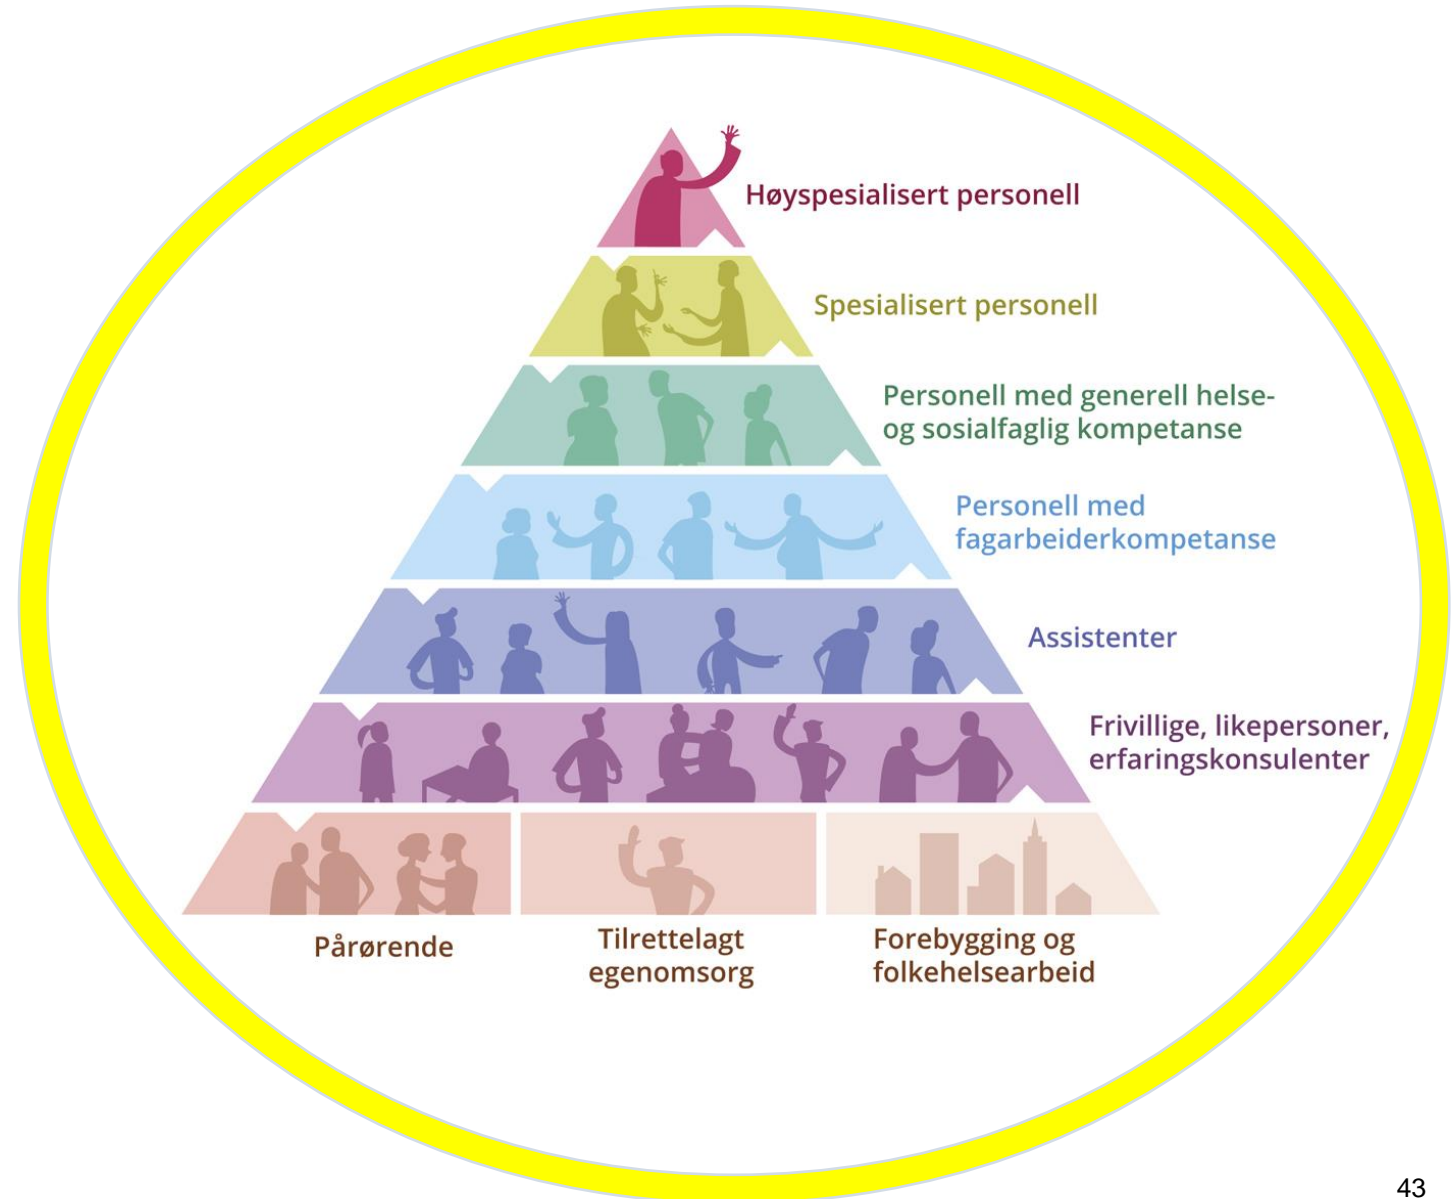 Høyspesialisert personell
Spesialisert personell
Personell med generell helse-
og sosialfaglig kompetanse
Personell med
fagarbeiderkompetanse
Assistenter
Frivillige, likepersoner,
erfaringskonsulenter
Pårørende
Tilrettelagt
egenomsorg
Forebygging og
folkehelsearbeid
43